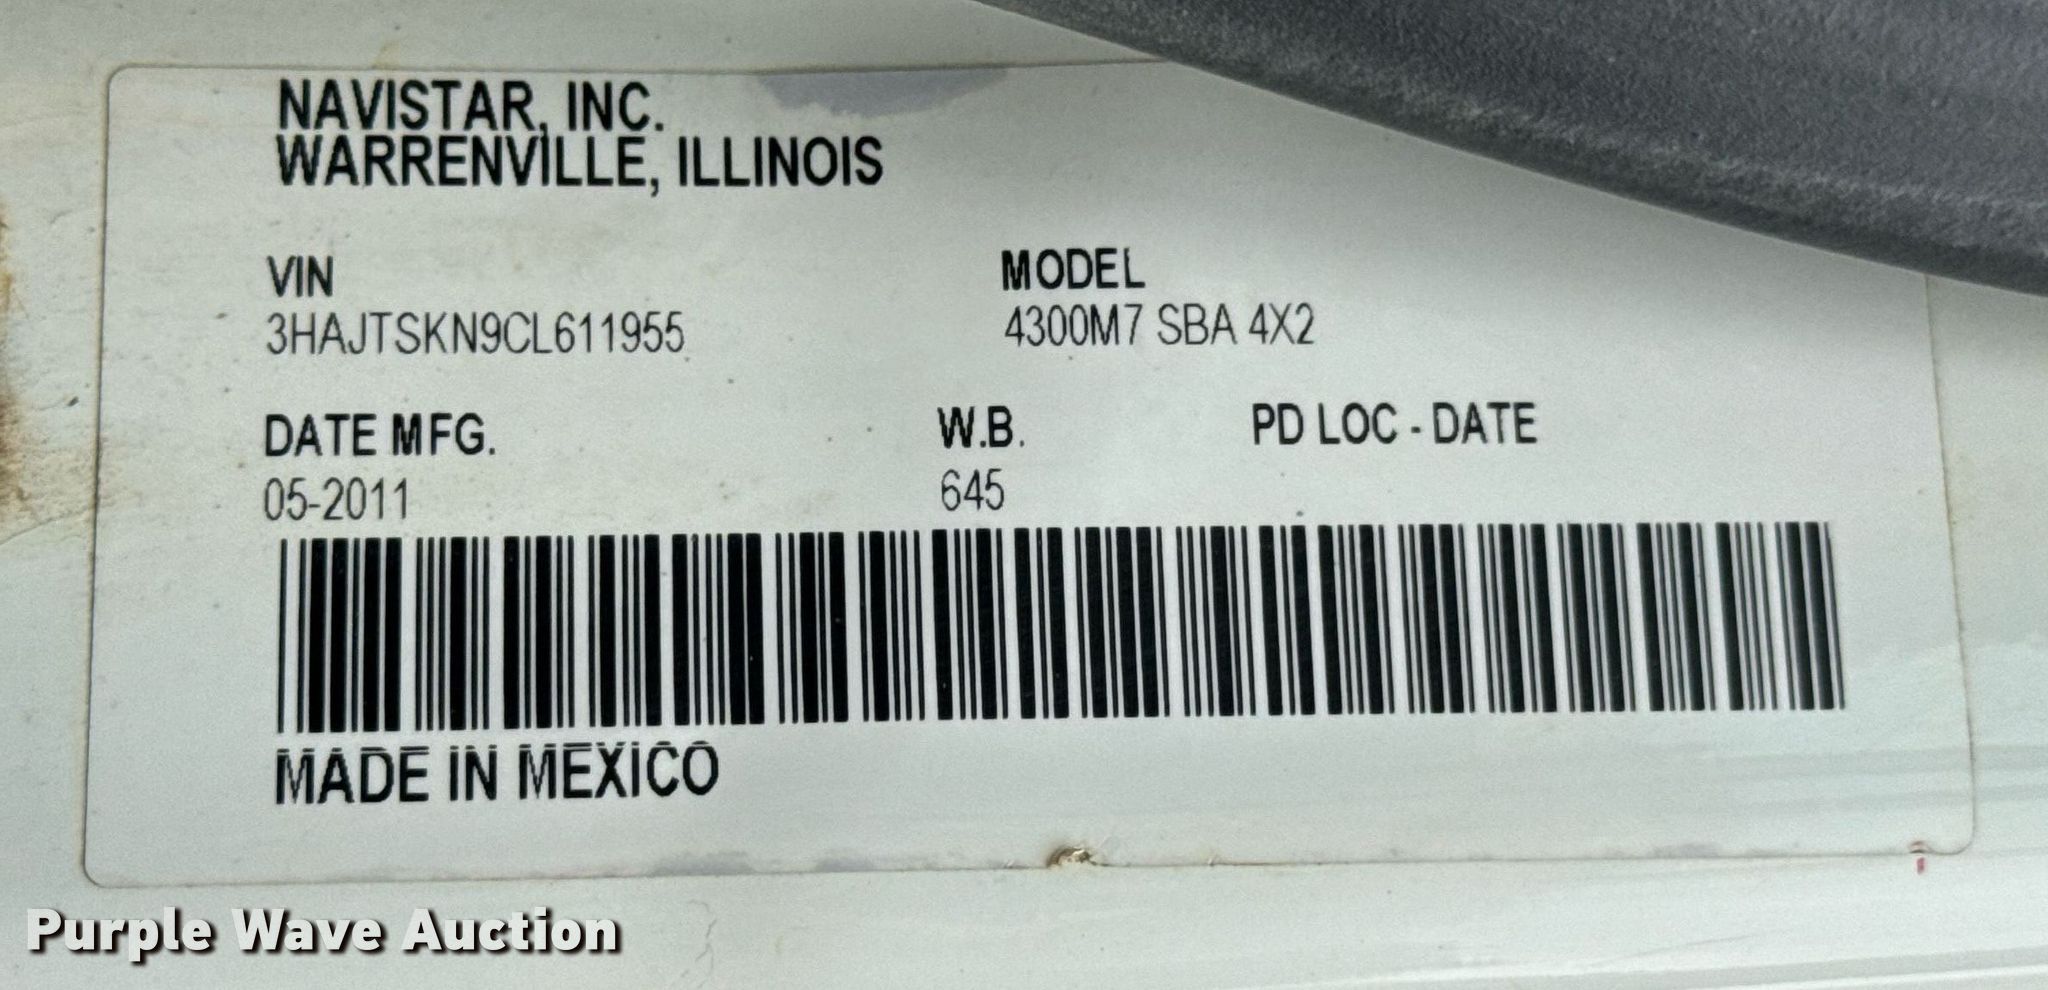 NAVISTAR, INC.
WARRENVILLE, ILLINOIS
VIN
3HAJTSKN9CL611955
MODEL
4300M7 SBA 4X2
DATE MFG.
05-2011
W.B.
645
PD LOC - DATE
MADE IN MEXICO
Purple Wave Auction